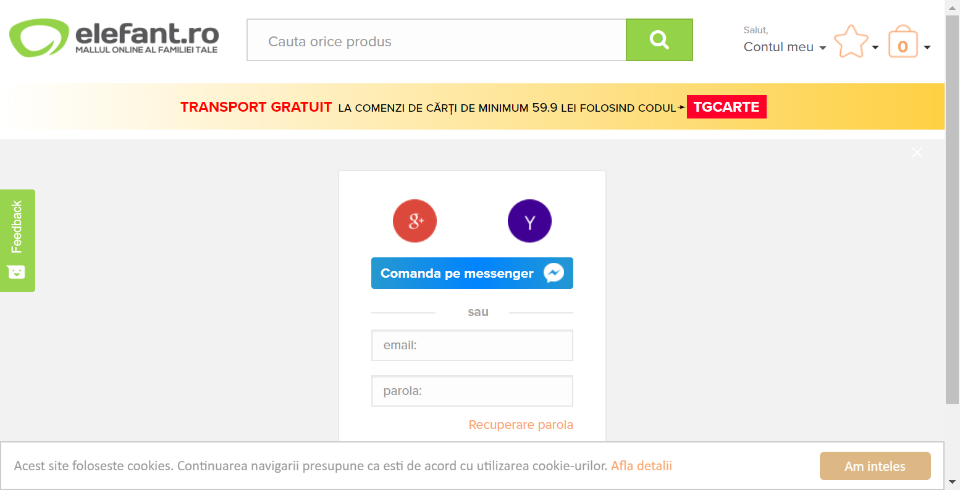 elefant.ro
MALLUL ONLINE AL FAMILIEI TALE
Cauta orice produs
Salut,
Contul meu
0
TRANSPORT GRATUIT LA COMENZI DE CĂRȚI DE MINIMUM 59.9 LEI FOLOSIND CODUL TGCARTE
Feedback
g+
Y
Comanda pe messenger
sau
email:
parola:
Recuperare parola
Acest site foloseste cookies. Continuarea navigarii presupune ca esti de acord cu utilizarea cookie-urilor. Afla detalii
Am inteles